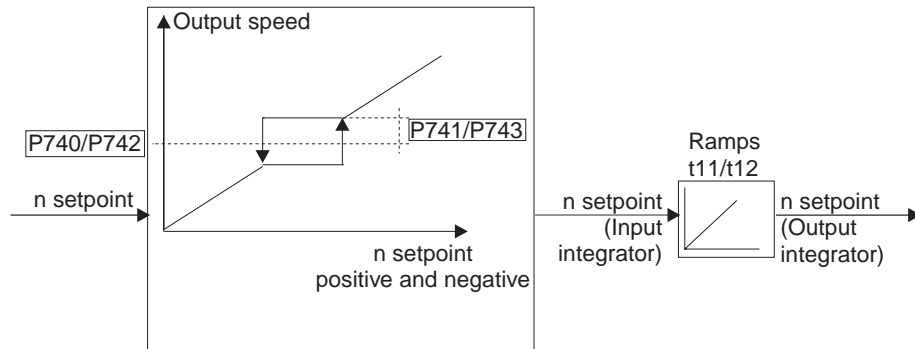 Output speed
P740/P742
P741/P743
n setpoint
n setpoint
positive and negative
n setpoint
(Input
integrator)
Ramps
t11/t12
n setpoint
(Output
integrator)